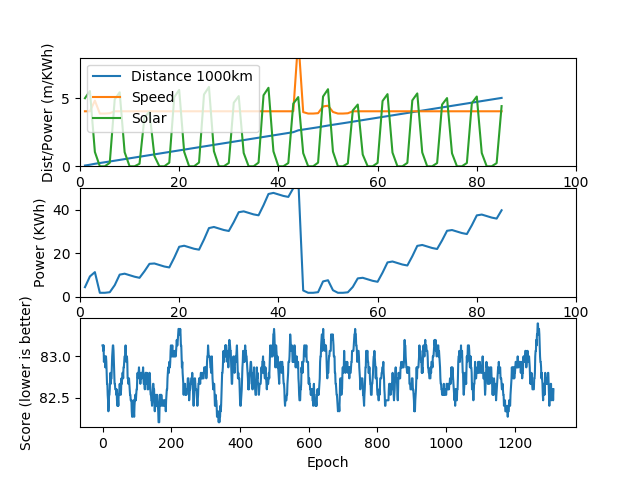 Dist/Power (m/KWh)
5
0
Distance 1000km
Speed
Solar
0 20 40 60 80 100
Power (KWh)
40
20
0
0 20 40 60 80 100
Score (lower is better)
83.0
82.5
0 200 400 600 800 1000 1200
Epoch